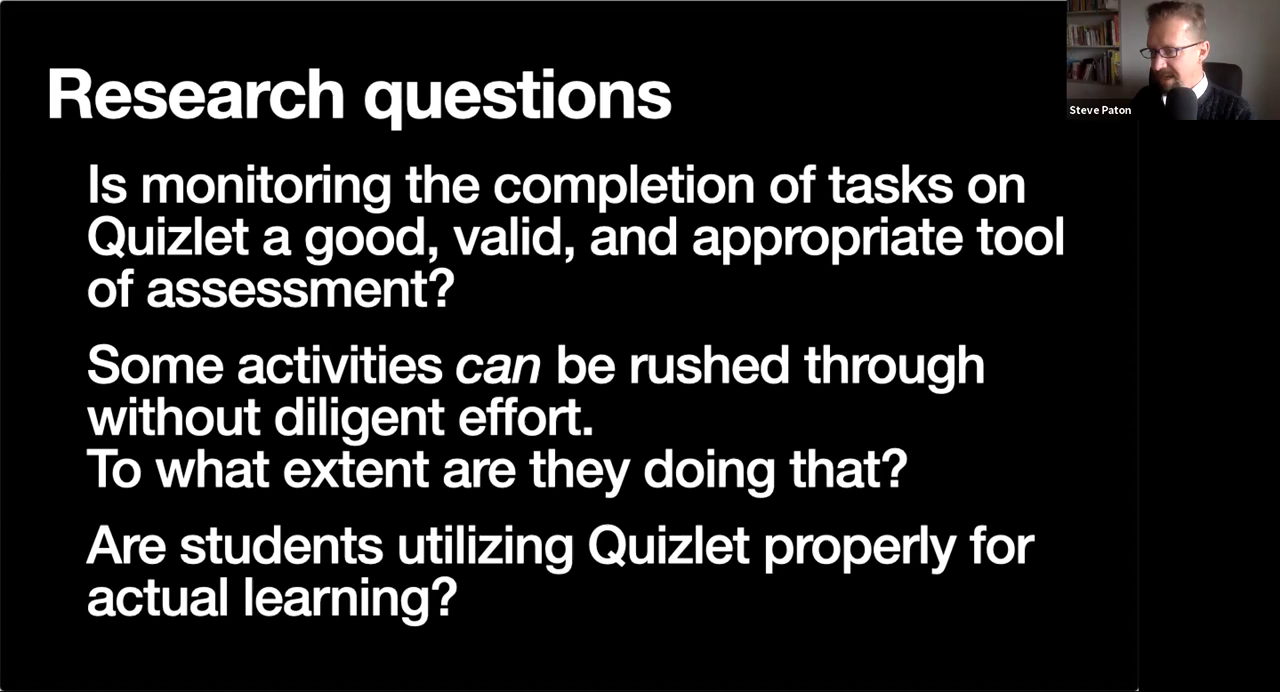 Research questions
Is monitoring the completion of tasks on
Quizlet a good, valid, and appropriate tool
of assessment?
Some activities can be rushed through
without diligent effort.
To what extent are they doing that?
Are students utilizing Quizlet properly for
actual learning?
Steve Paton